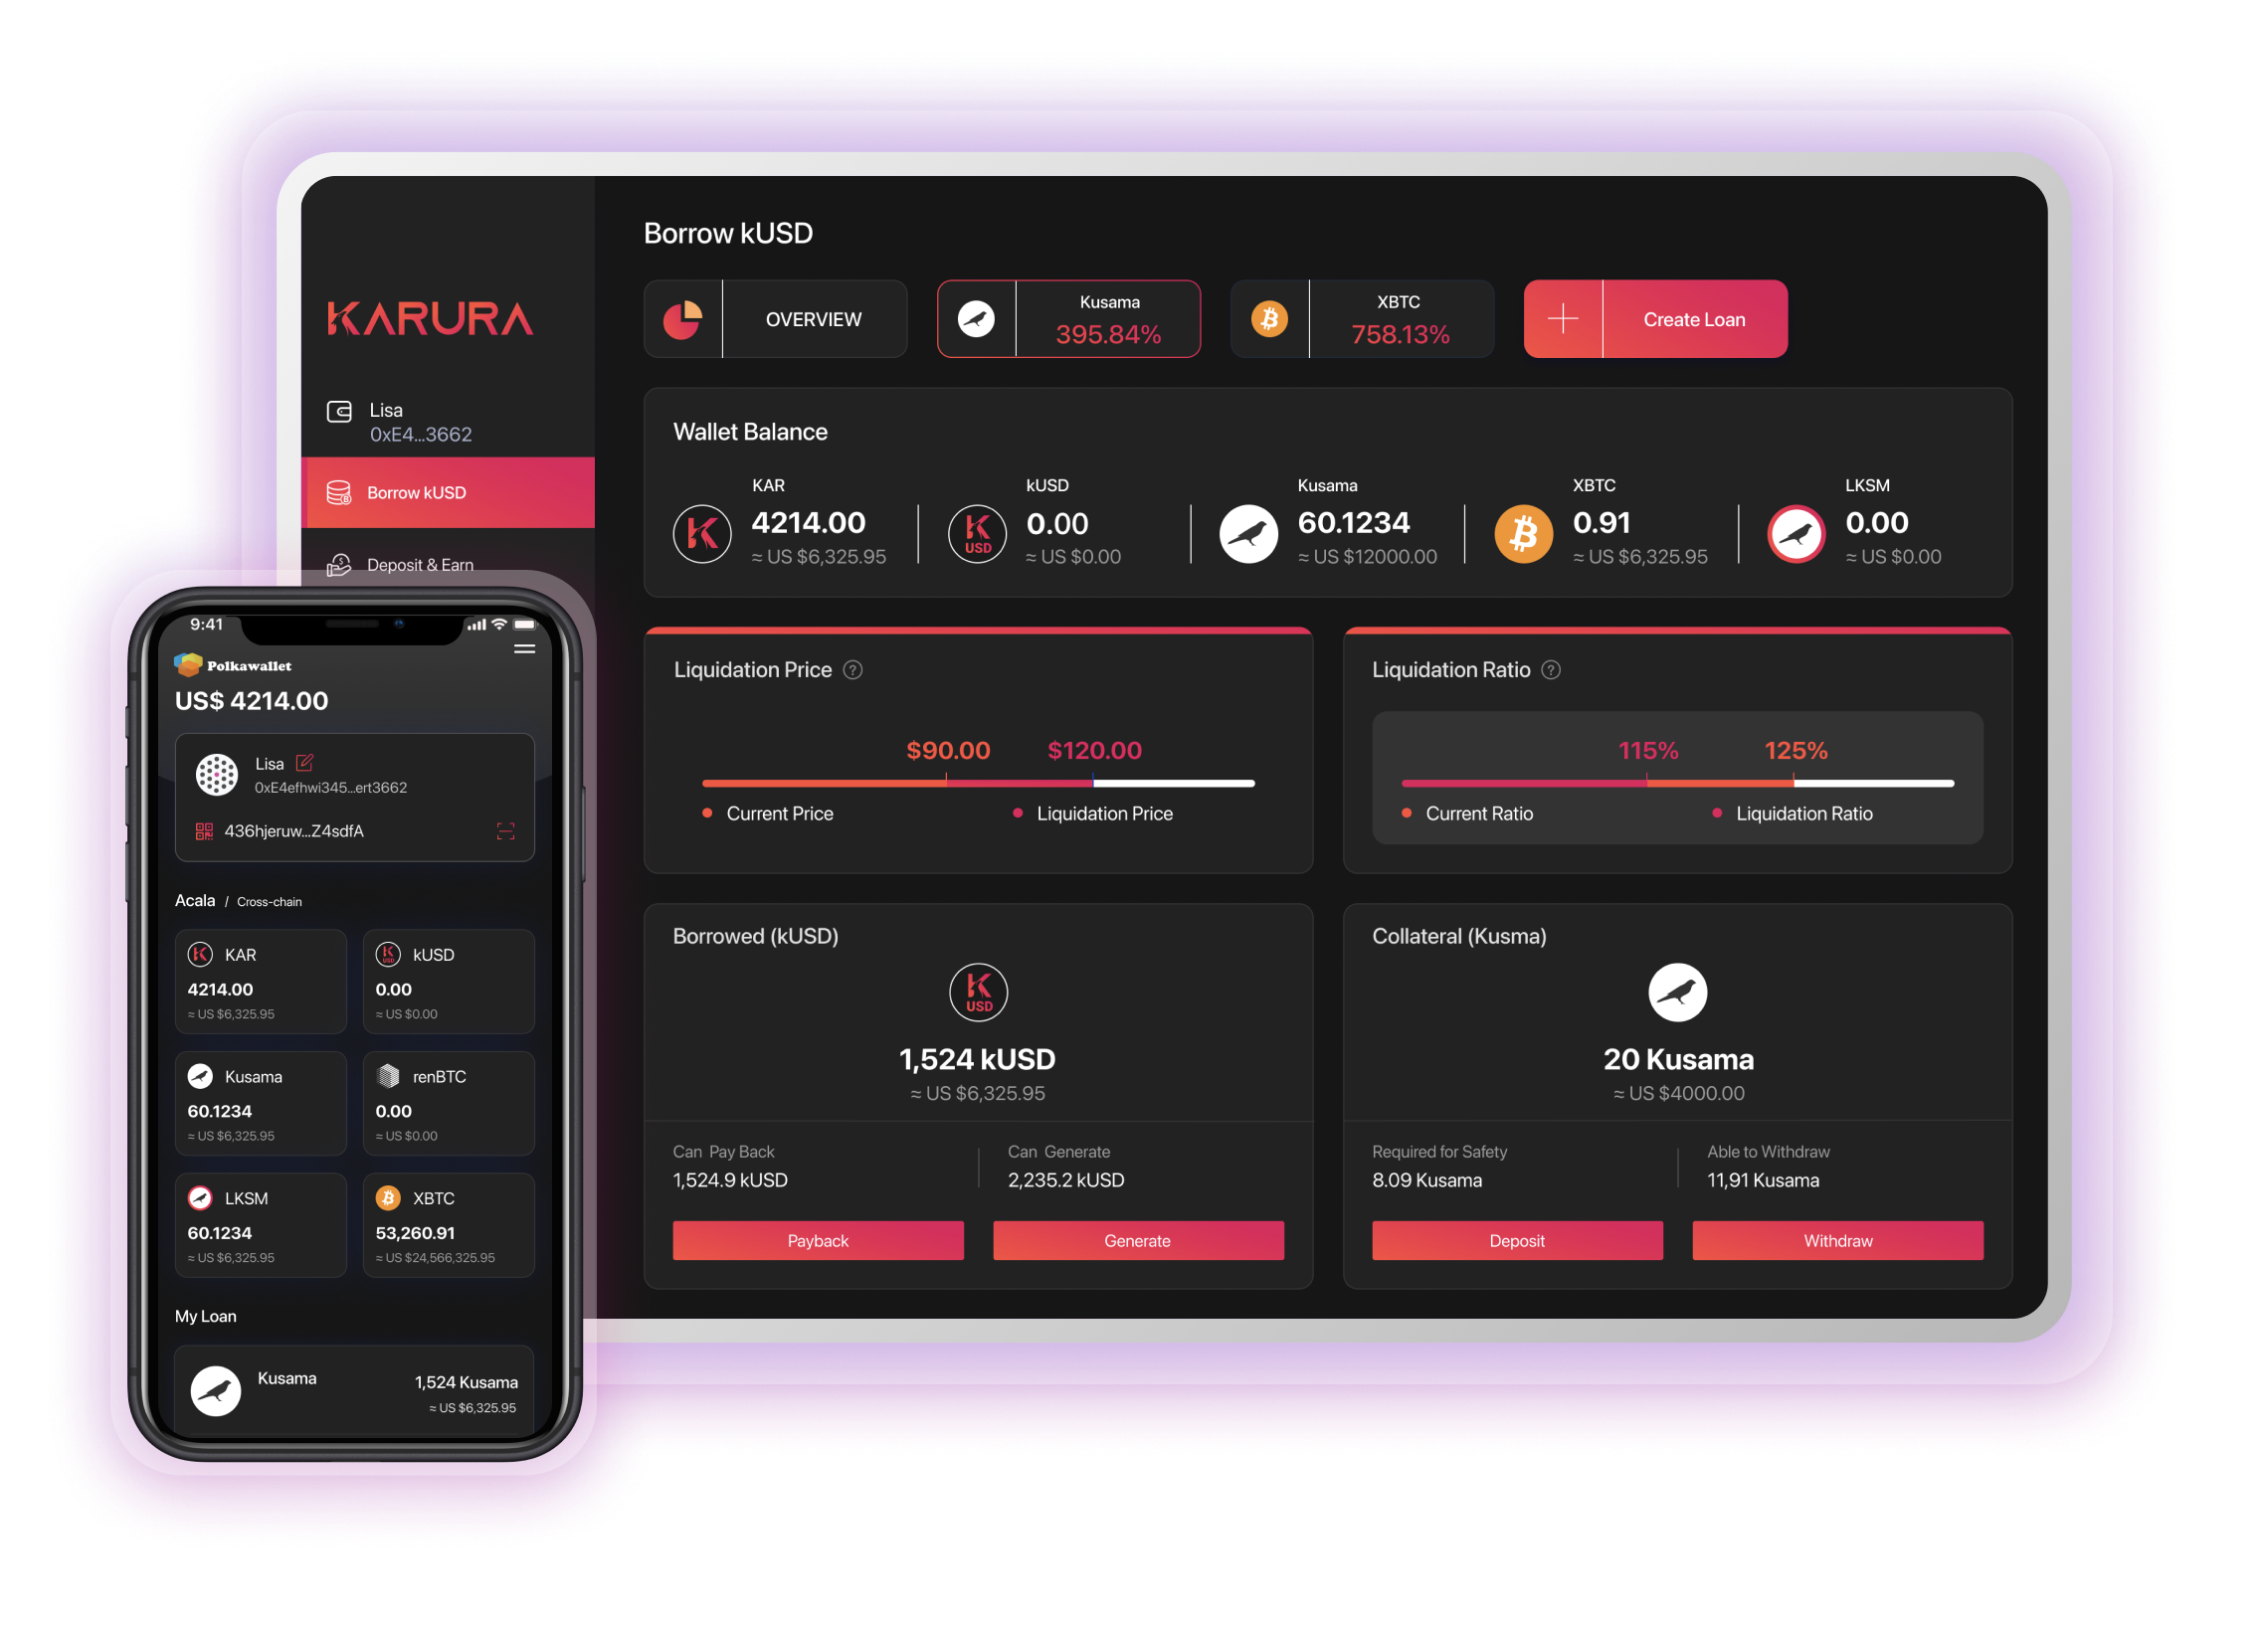 Borrow kUSD
OVERVIEW
Kusama
395.84%
XBTC
758.13%
Create Loan
KARURA
Lisa
0xE4...3662
Borrow kUSD
Deposit & Earn
Wallet Balance
KAR
4214.00
≈ US $6,325.95
kUSD
K
USD
0.00
≈ US $0.00
Kusama
60.1234
≈ US $12000.00
XBTC
0.91
≈ US $6,325.95
LKSM
0.00
≈ US $0.00
Liquidation Price ?
$90.00 $120.00
Current Price Liquidation Price
Liquidation Ratio ?
115% 125%
Current Ratio Liquidation Ratio
Borrowed (kUSD)
K
USD
1,524 kUSD
≈ US $6,325.95
Can Pay Back
1,524.9 kUSD
Can Generate
2,235.2 kUSD
Payback
Generate
Collateral (Kusma)
20 Kusama
≈ US $4000.00
Required for Safety
8.09 Kusama
Able to Withdraw
11,91 Kusama
Deposit
Withdraw
9:41
Polkawallet
US$ 4214.00
Lisa
0xE4efhwi345...ert3662
436hjeruw...Z4sdfA
Acala / Cross-chain
KAR
4214.00
≈ US $6,325.95
kUSD
0.00
≈ US $0.00
Kusama
60.1234
≈ US $6,325.95
renBTC
0.00
≈ US $0.00
LKSM
60.1234
≈ US $6,325.95
XBTC
53,260.91
≈ US $24,566,325.95
My Loan
Kusama
1,524 Kusama
≈ US $6,325.95